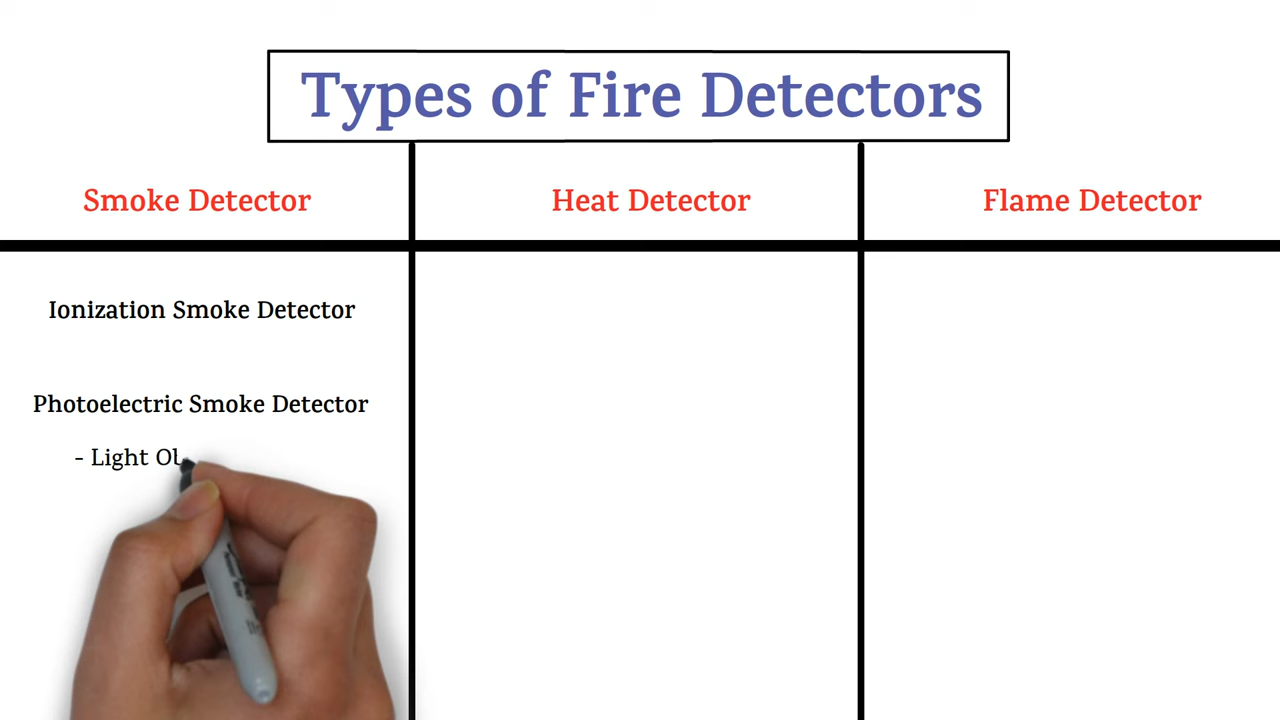 Types of Fire Detectors
Smoke Detector
Heat Detector
Flame Detector
Ionization Smoke Detector
Photoelectric Smoke Detector
- Light